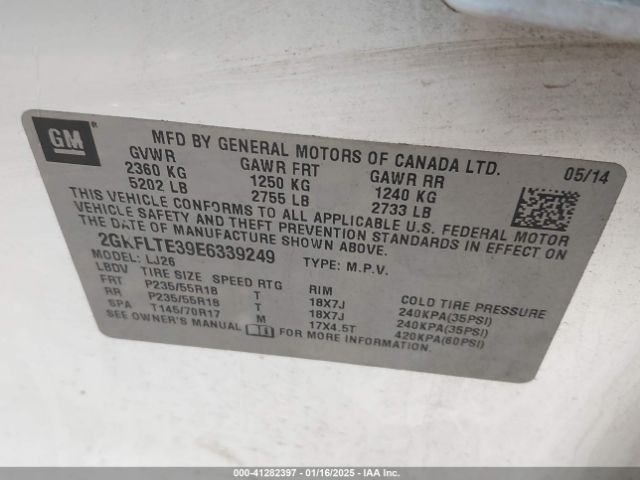 GM
MFD BY GENERAL MOTORS OF CANADA LTD.
05/14
GVWR GAWR FRT GAWR RR
2360 KG 1250 KG 1240 KG
5202 LB 2755 LB 2733 LB
THIS VEHICLE CONFORMS TO ALL APPLICABLE U.S. FEDERAL MOTOR
VEHICLE SAFETY AND THEFT PREVENTION STANDARDS IN EFFECT ON
THE DATE OF MANUFACTURE SHOWN ABOVE.
2GKFLTE39E6339249 TYPE: M.P.V.
MODEL: LJ26
LBDV TIRE SIZE SPEED RTG RIM COLD TIRE PRESSURE
FRT P235/55R18 T 18X7J 240KPA(35PSI)
RR P235/55R18 T 18X7J 240KPA(35PSI)
SPA T145/70R17 M 17X4.5T 420KPA(60PSI)
SEE OWNER'S MANUAL FOR MORE INFORMATION.
000-41282397 - 01/16/2025 - IAA Inc.